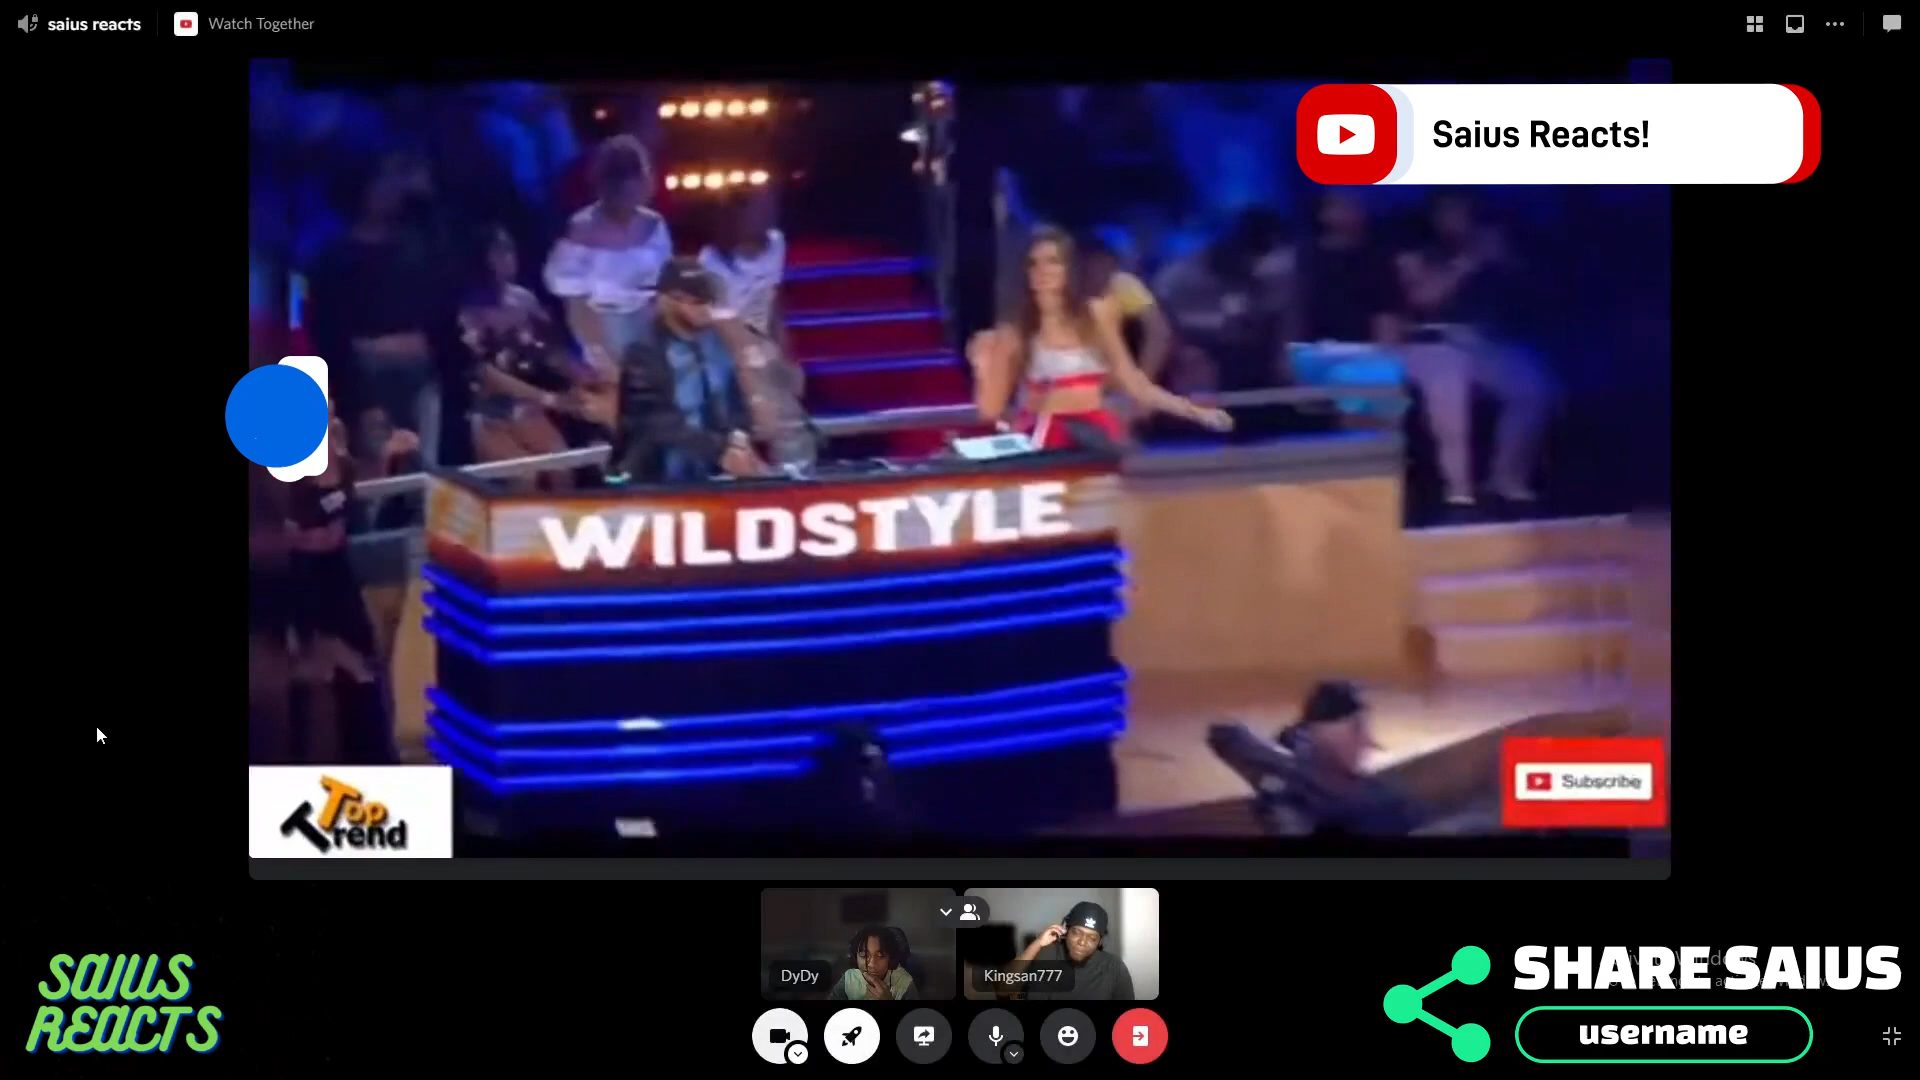 saius reacts
Watch Together
Saius Reacts!
WILDSTYLE
Subscribe
Top
Trend
DyDy
Kingsan777
SAIUS
REACTS
SHARE SAIUS
username